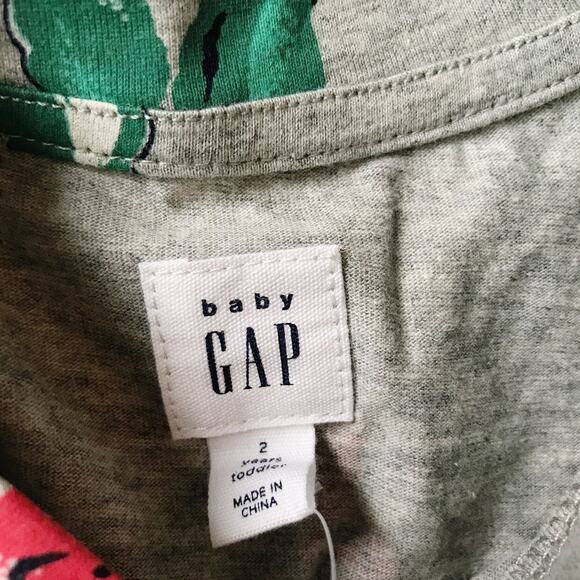 baby
GAP
2
years
toddler
MADE IN
CHINA